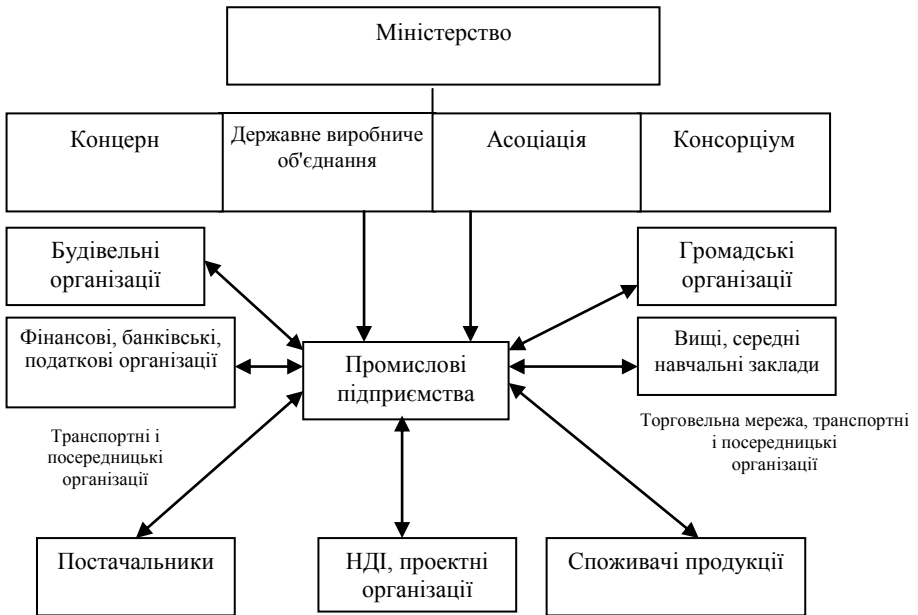 Міністерство
Концерн
Державне виробниче
об'єднання
Асоціація
Консорціум
Будівельні
організації
Громадські
організації
Фінансові, банківські,
податкові організації
Промислові
підприємства
Вищі, середні
навчальні заклади
Транспортні і
посередницькі
організації
Торговельна мережа, транспортні
і посередницькі
організації
Постачальники
НДІ, проектні
організації
Споживачі продукції